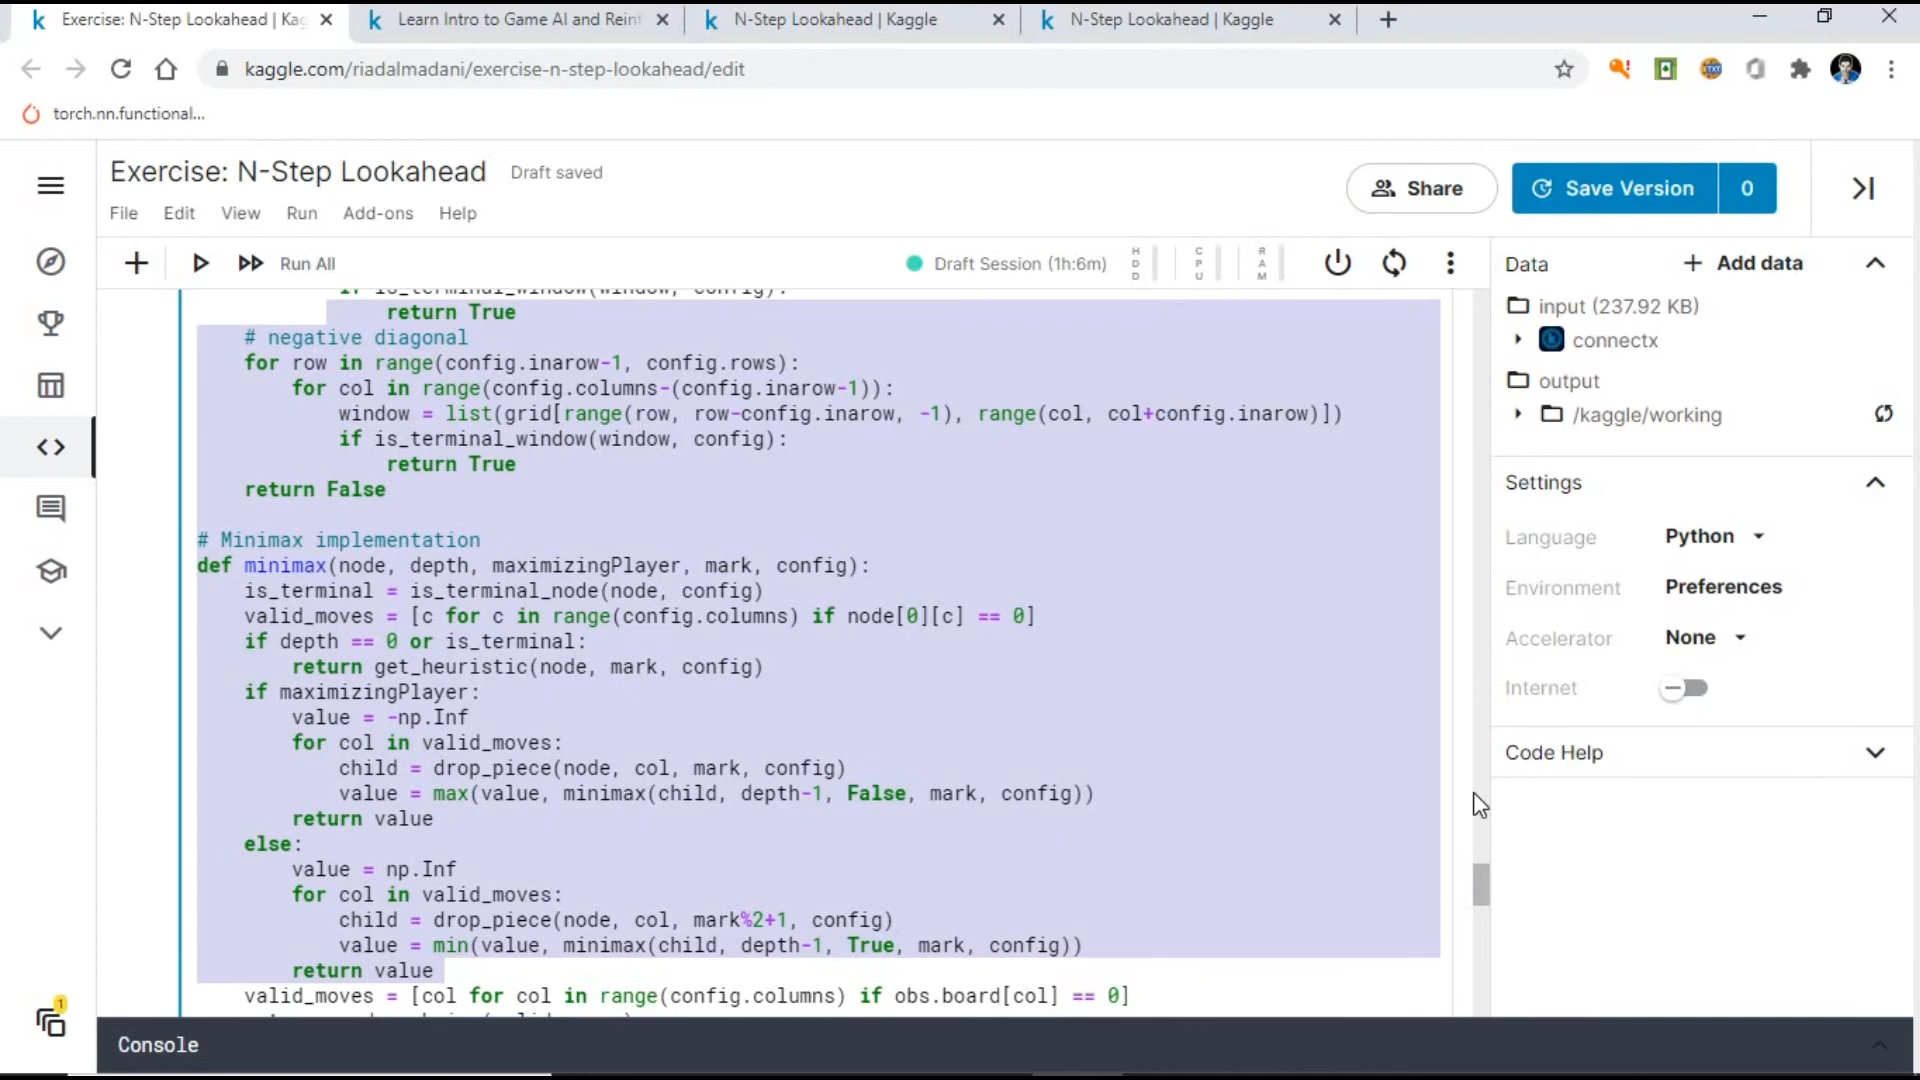 Exercise: N-Step Lookahead | Kag
Learn Intro to Game AI and Rein
N-Step Lookahead | Kaggle
N-Step Lookahead | Kaggle
kaggle.com/riadalmadani/exercise-n-step-lookahead/edit
torch.nn.functional...
Exercise: N-Step Lookahead Draft saved
Share
Save Version 0
File Edit View Run Add-ons Help
Run All
Draft Session (1h:6m)
HDD
CPU
RAM
if is_terminal_window(window, config):
return True
# negative diagonal
for row in range(config.inarow-1, config.rows):
for col in range(config.columns-(config.inarow-1)):
window = list(grid[range(row, row-config.inarow, -1), range(col, col+config.inarow)])
if is_terminal_window(window, config):
return True
return False
# Minimax implementation
def minimax(node, depth, maximizingPlayer, mark, config):
is_terminal = is_terminal_node(node, config)
valid_moves = [c for c in range(config.columns) if node[0][c] == 0]
if depth == 0 or is_terminal:
return get_heuristic(node, mark, config)
if maximizingPlayer:
value = -np.Inf
for col in valid_moves:
child = drop_piece(node, col, mark, config)
value = max(value, minimax(child, depth-1, False, mark, config))
return value
else:
value = np.Inf
for col in valid_moves:
child = drop_piece(node, col, mark%2+1, config)
value = min(value, minimax(child, depth-1, True, mark, config))
return value
valid_moves = [col for col in range(config.columns) if obs.board[col] == 0]
Data
Add data
input (237.92 KB)
connectx
output
/kaggle/working
Settings
Language Python
Environment Preferences
Accelerator None
Internet
Code Help
1
Console